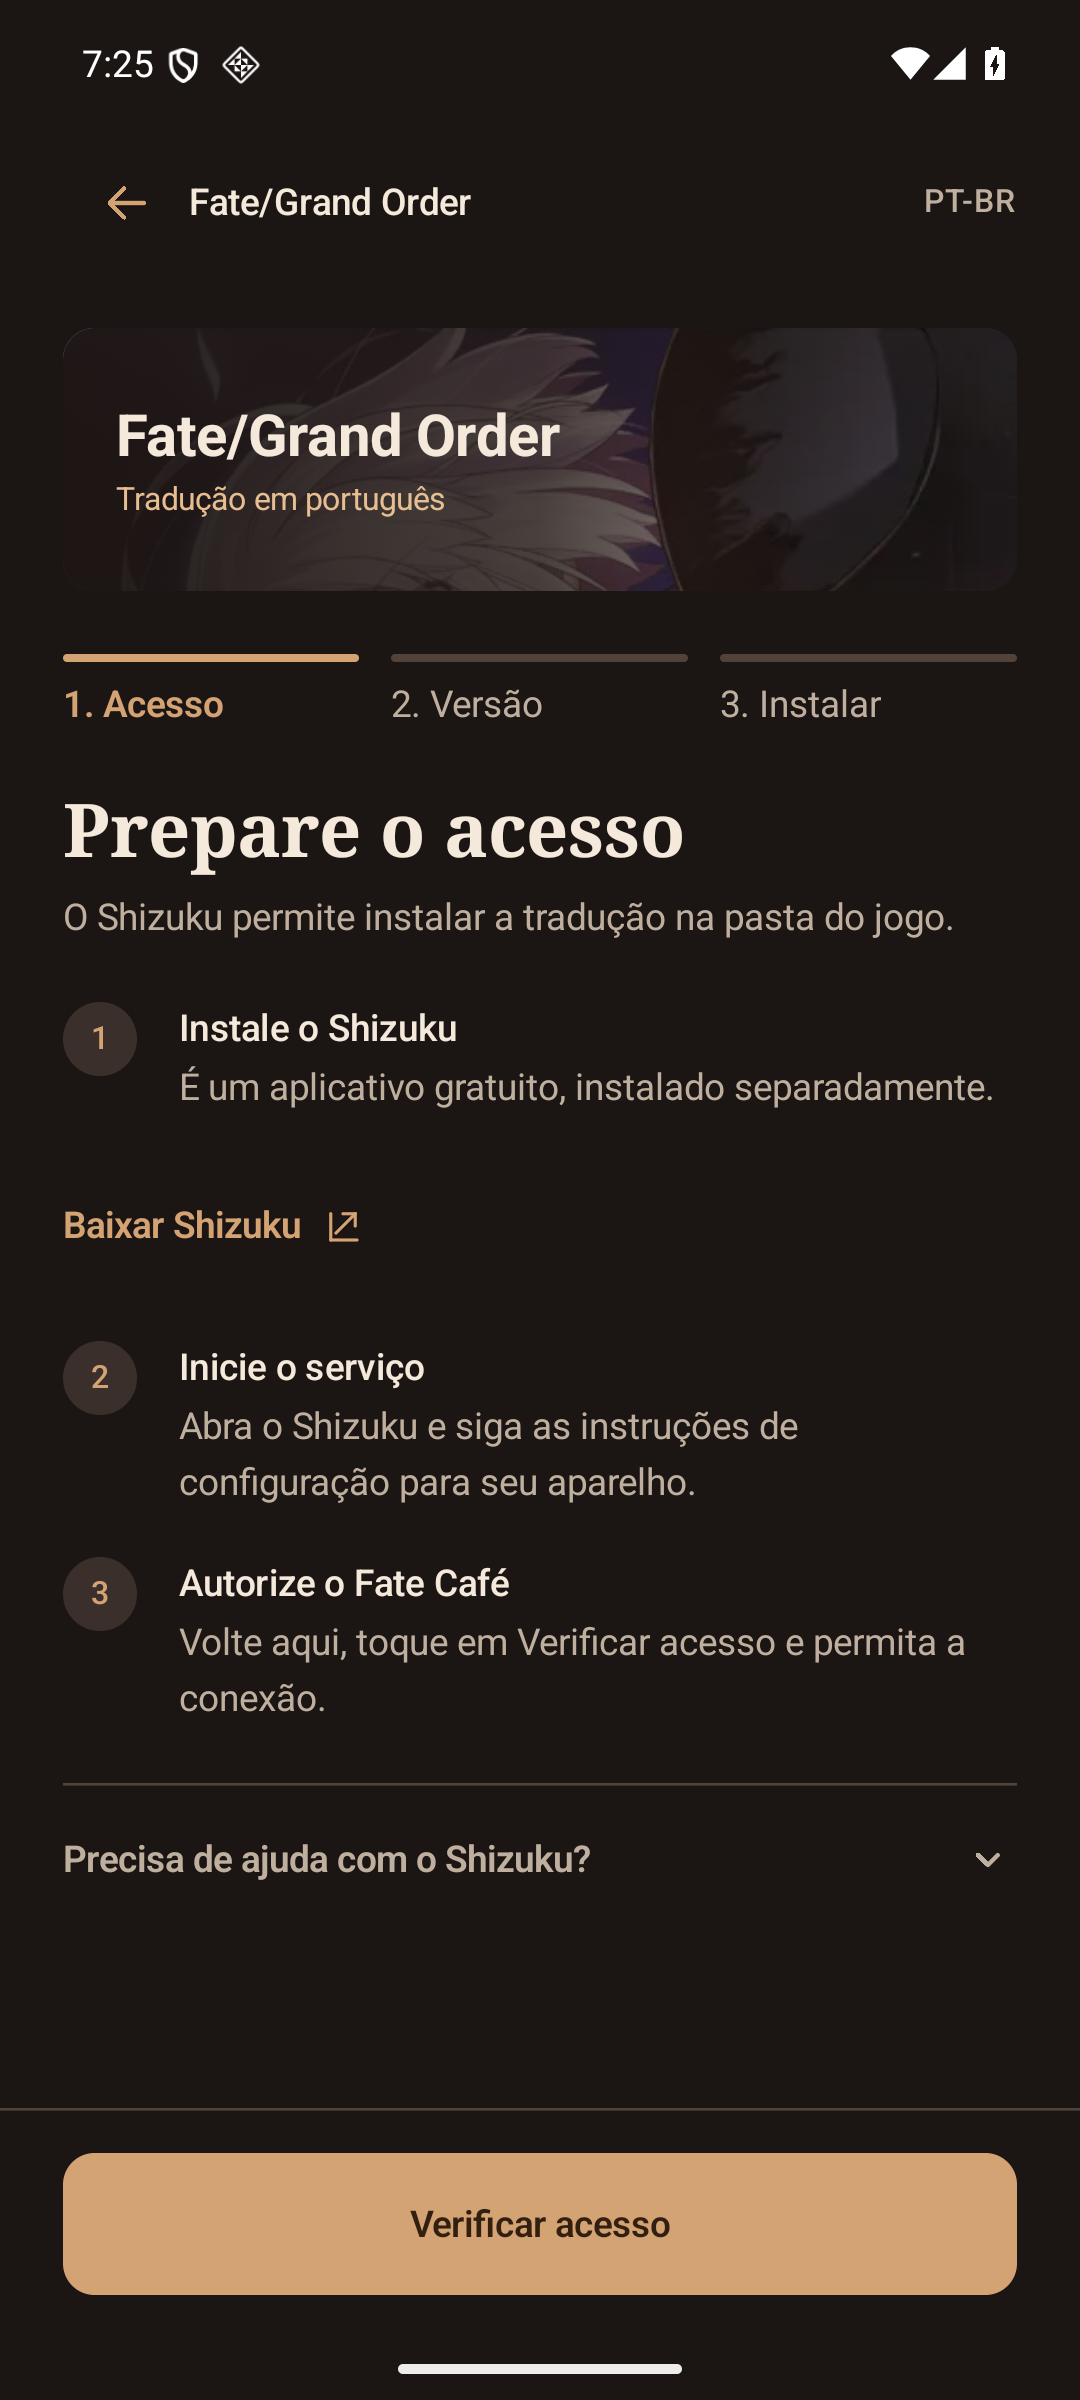 7:25
Fate/Grand Order
PT-BR
Fate/Grand Order
Tradução em português
1. Acesso
2. Versão
3. Instalar
Prepare o acesso
O Shizuku permite instalar a tradução na pasta do jogo.
1
Instale o Shizuku
É um aplicativo gratuito, instalado separadamente.
Baixar Shizuku
2
Inicie o serviço
Abra o Shizuku e siga as instruções de
configuração para seu aparelho.
3
Autorize o Fate Café
Volte aqui, toque em Verificar acesso e permita a
conexão.
Precisa de ajuda com o Shizuku?
Verificar acesso